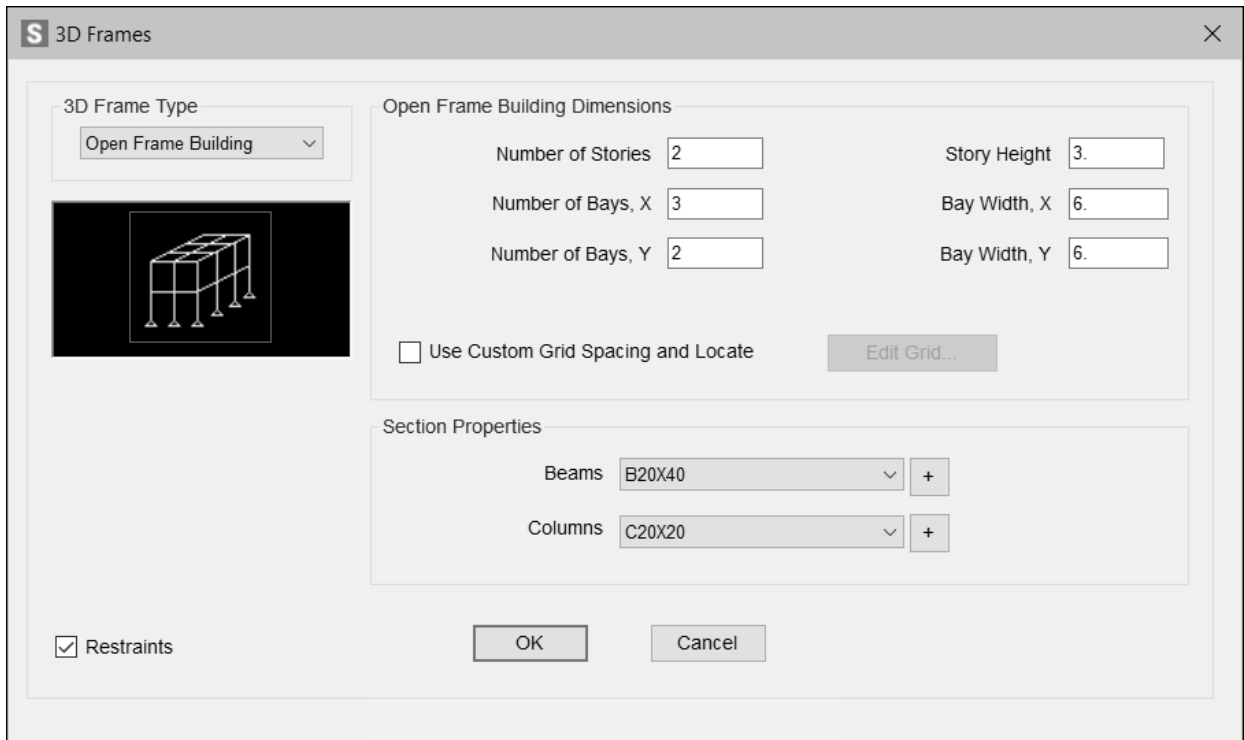 S 3D Frames
3D Frame Type
Open Frame Building
Open Frame Building Dimensions
Number of Stories 2
Story Height 3.
Number of Bays, X 3
Bay Width, X 6.
Number of Bays, Y 2
Bay Width, Y 6.
Use Custom Grid Spacing and Locate
Edit Grid...
Section Properties
Beams B20X40 +
Columns C20X20 +
Restraints
OK
Cancel